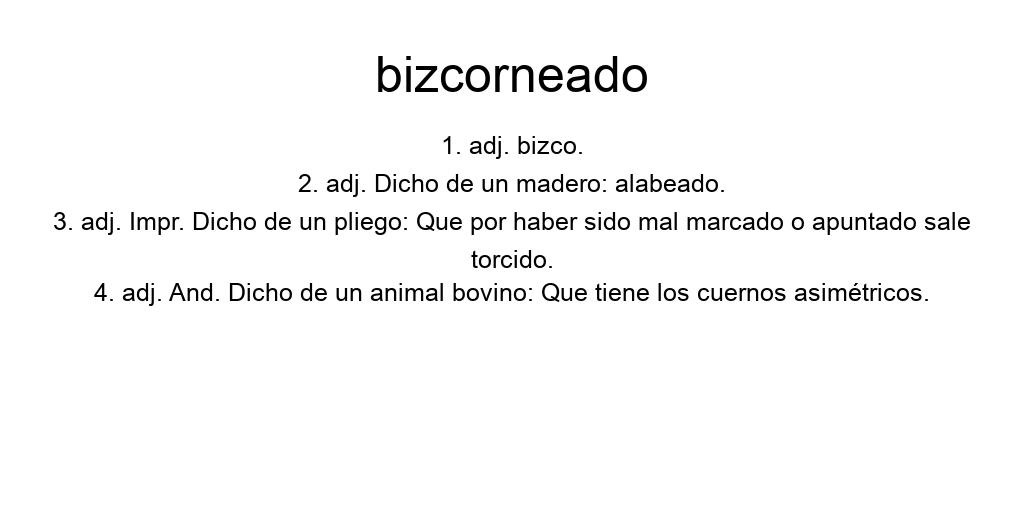 bizcorneado
1. adj. bizco.
2. adj. Dicho de un madero: alabeado.
3. adj. Impr. Dicho de un pliego: Que por haber sido mal marcado o apuntado sale
torcido.
4. adj. And. Dicho de un animal bovino: Que tiene los cuernos asimétricos.